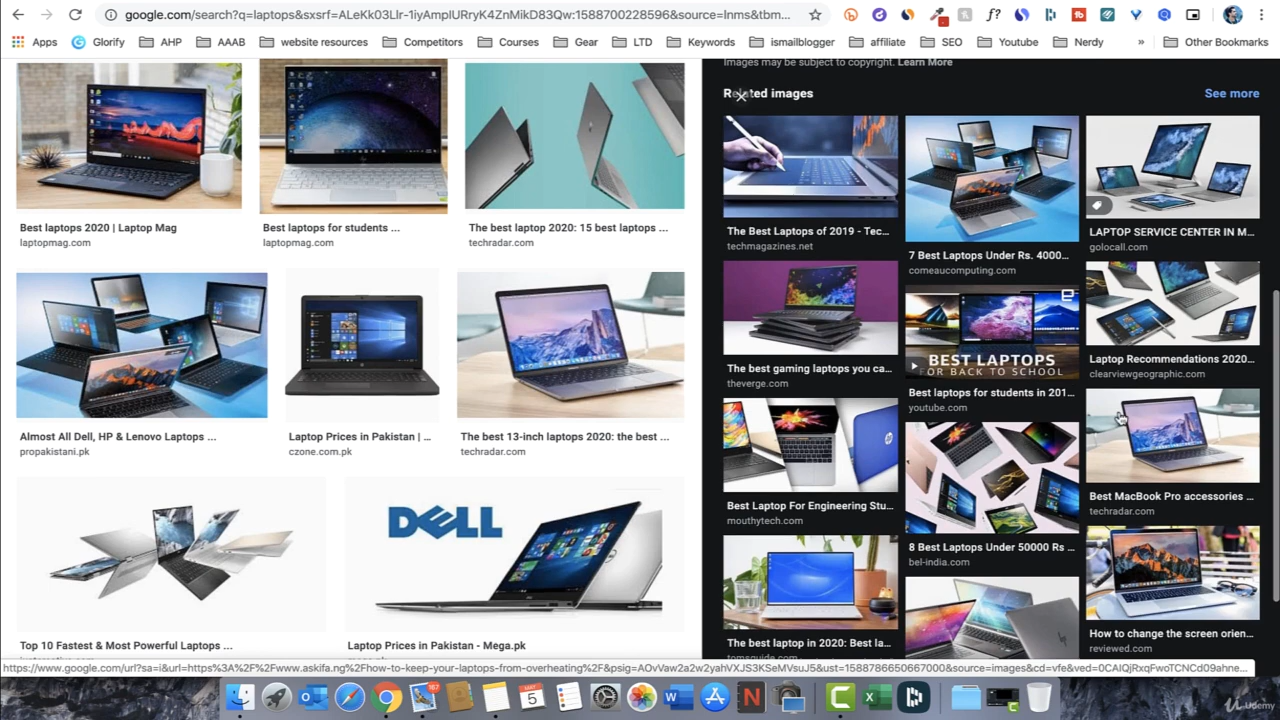 google.com/search?q=laptops&sxsrf=ALeKk03Llr-1iyAmplURryK4ZnMikD83Qw:1588700228596&source=lnms&tbm...
Apps Glorify AHP AAAB website resources Competitors Courses Gear LTD Keywords ismailblogger affiliate SEO Youtube Nerdy » Other Bookmarks
Images may be subject to copyright. Learn More
Related images See more
Best laptops 2020 | Laptop Mag
laptopmag.com
Best laptops for students ...
laptopmag.com
The best laptop 2020: 15 best laptops ...
techradar.com
Almost All Dell, HP & Lenovo Laptops ...
propakistani.pk
Laptop Prices in Pakistan | ...
czone.com.pk
The best 13-inch laptops 2020: the best ...
techradar.com
DELL
Top 10 Fastest & Most Powerful Laptops ...
Laptop Prices in Pakistan - Mega.pk
The Best Laptops of 2019 - Tec...
techmagazines.net
7 Best Laptops Under Rs. 4000...
comeaucomputing.com
LAPTOP SERVICE CENTER IN M...
golocall.com
The best gaming laptops you ca...
theverge.com
BEST LAPTOPS
FOR BACK TO SCHOOL
Best laptops for students in 201...
youtube.com
Laptop Recommendations 2020...
clearviewgeographic.com
Best Laptop For Engineering Stu...
mouthytech.com
8 Best Laptops Under 50000 Rs ...
bel-india.com
Best MacBook Pro accessories ...
techradar.com
The best laptop in 2020: Best la...
tomsguide.com
How to change the screen orien...
reviewed.com
https://www.google.com/url?sa=i&url=https%3A%2F%2Fwww.askifa.ng%2Fhow-to-keep-your-laptops-from-overheating%2F&psig=AOvVaw2a2w2yahVXJS3KSeMVsuJ5&ust=1588786650667000&source=images&cd=vfe&ved=0CAIQjRxqFwoTCNCd09ahne...
167
MAY
5
Udemy